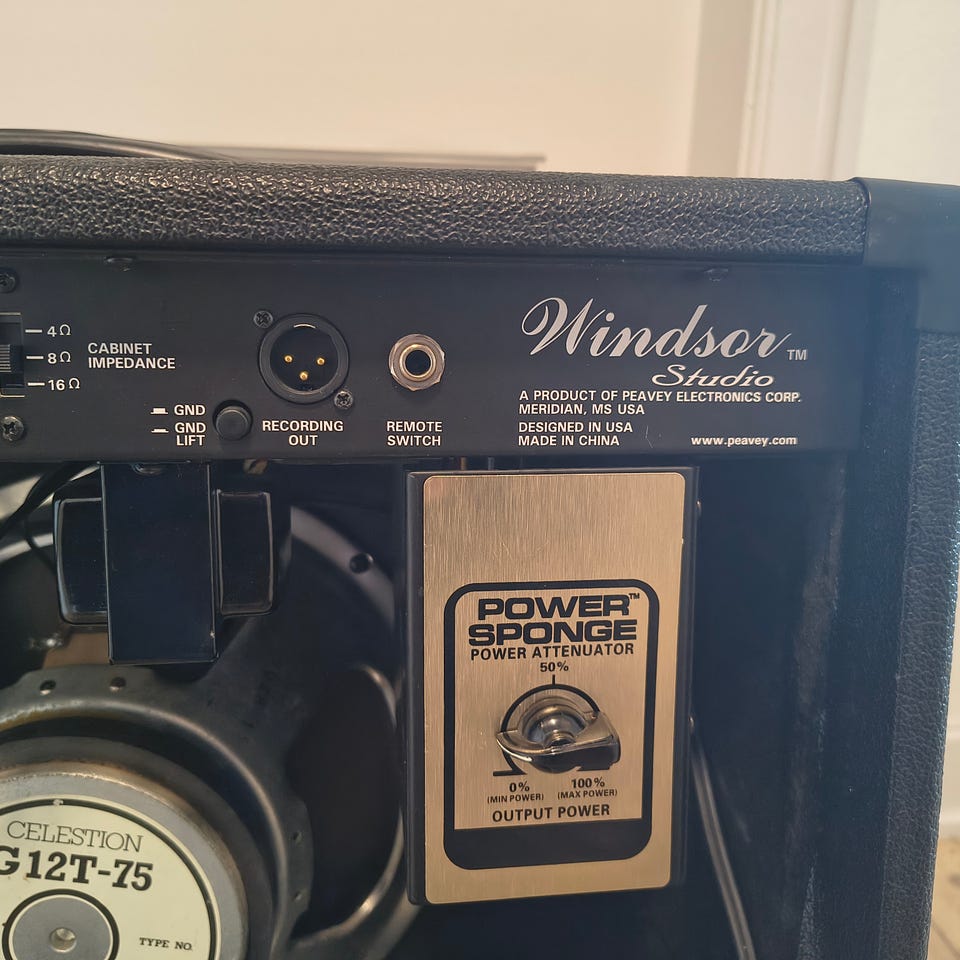 4Ω
8Ω
16Ω
CABINET
IMPEDANCE
GND
GND
LIFT
RECORDING
OUT
REMOTE
SWITCH
Windsor™
Studio
A PRODUCT OF PEAVEY ELECTRONICS CORP.
MERIDIAN, MS USA
DESIGNED IN USA
MADE IN CHINA
www.peavey.com
POWER™
SPONGE
POWER ATTENUATOR
50%
0%
(MIN POWER)
100%
(MAX POWER)
OUTPUT POWER
CELESTION
G12T-75
TYPE NO.